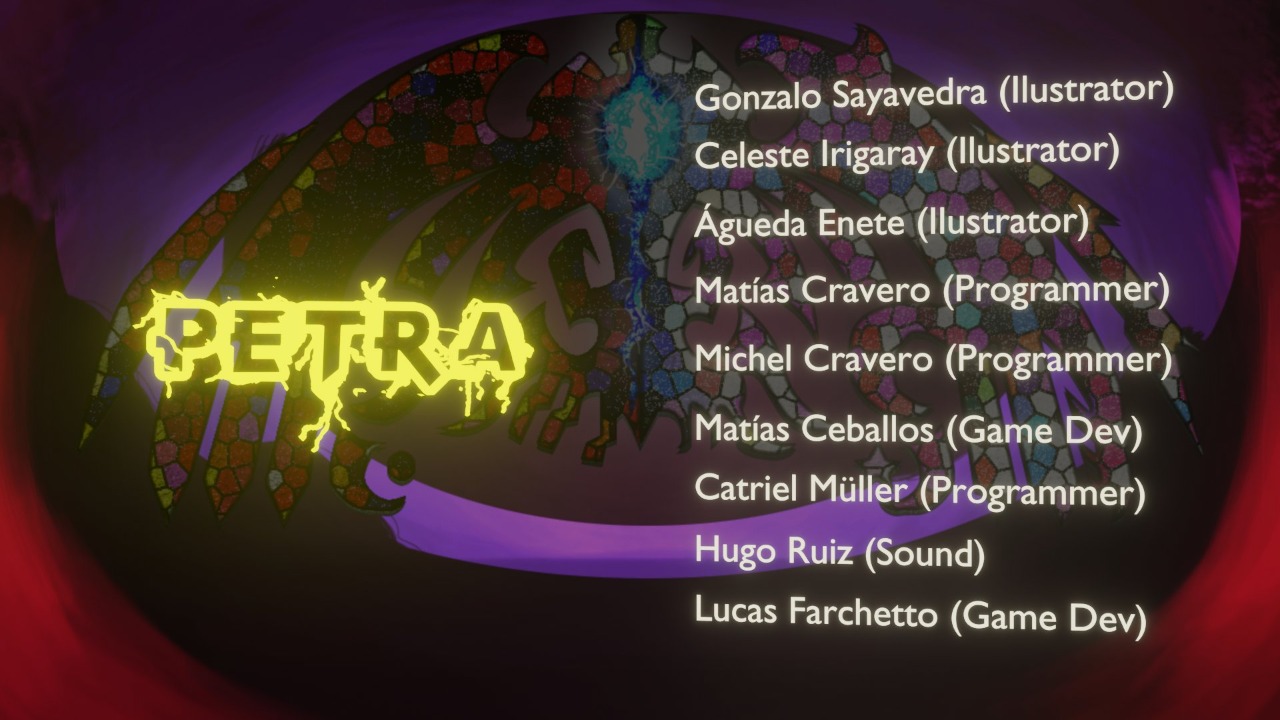 PETRA
Gonzalo Sayavedra (Ilustrator)
Celeste Irigaray (Ilustrator)
Águeda Enete (Ilustrator)
Matías Cravero (Programmer)
Michel Cravero (Programmer)
Matías Ceballos (Game Dev)
Catriel Müller (Programmer)
Hugo Ruiz (Sound)
Lucas Farchetto (Game Dev)